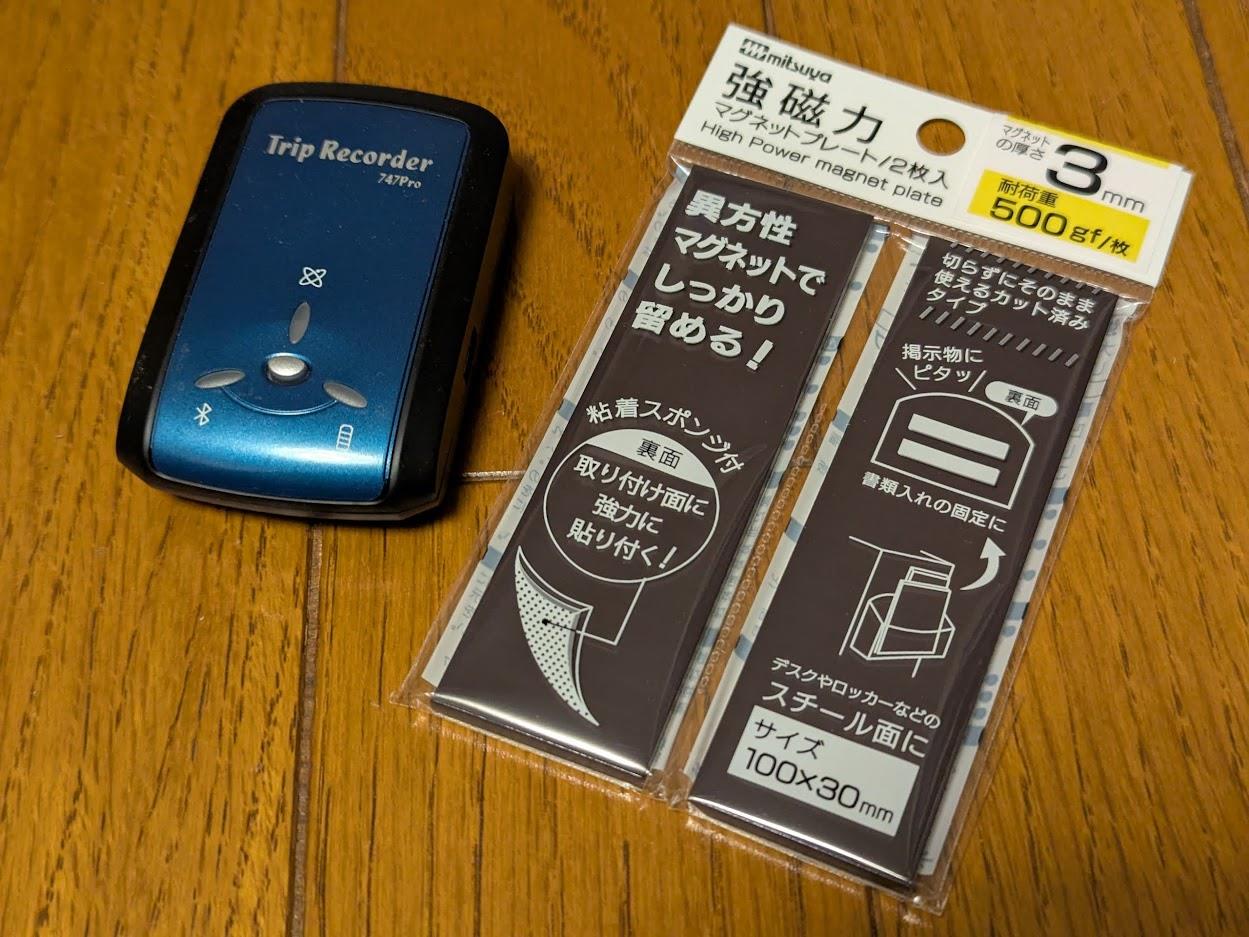 Trip Recorder
747Pro
mitsuya
強磁力
マグネットプレート/2枚入
High Power magnet plate
マグネット
の厚さ
3mm
耐荷重
500gf/枚
異方性
マグネットで
しっかり
留める!
粘着スポンジ付
裏面
取り付け面に
強力に
貼り付く!
切らずにそのまま
使えるカット済み
タイプ
掲示物に
ピタッ
裏面
書類入れの固定に
デスクやロッカーなどの
スチール面に
サイズ
100×30mm